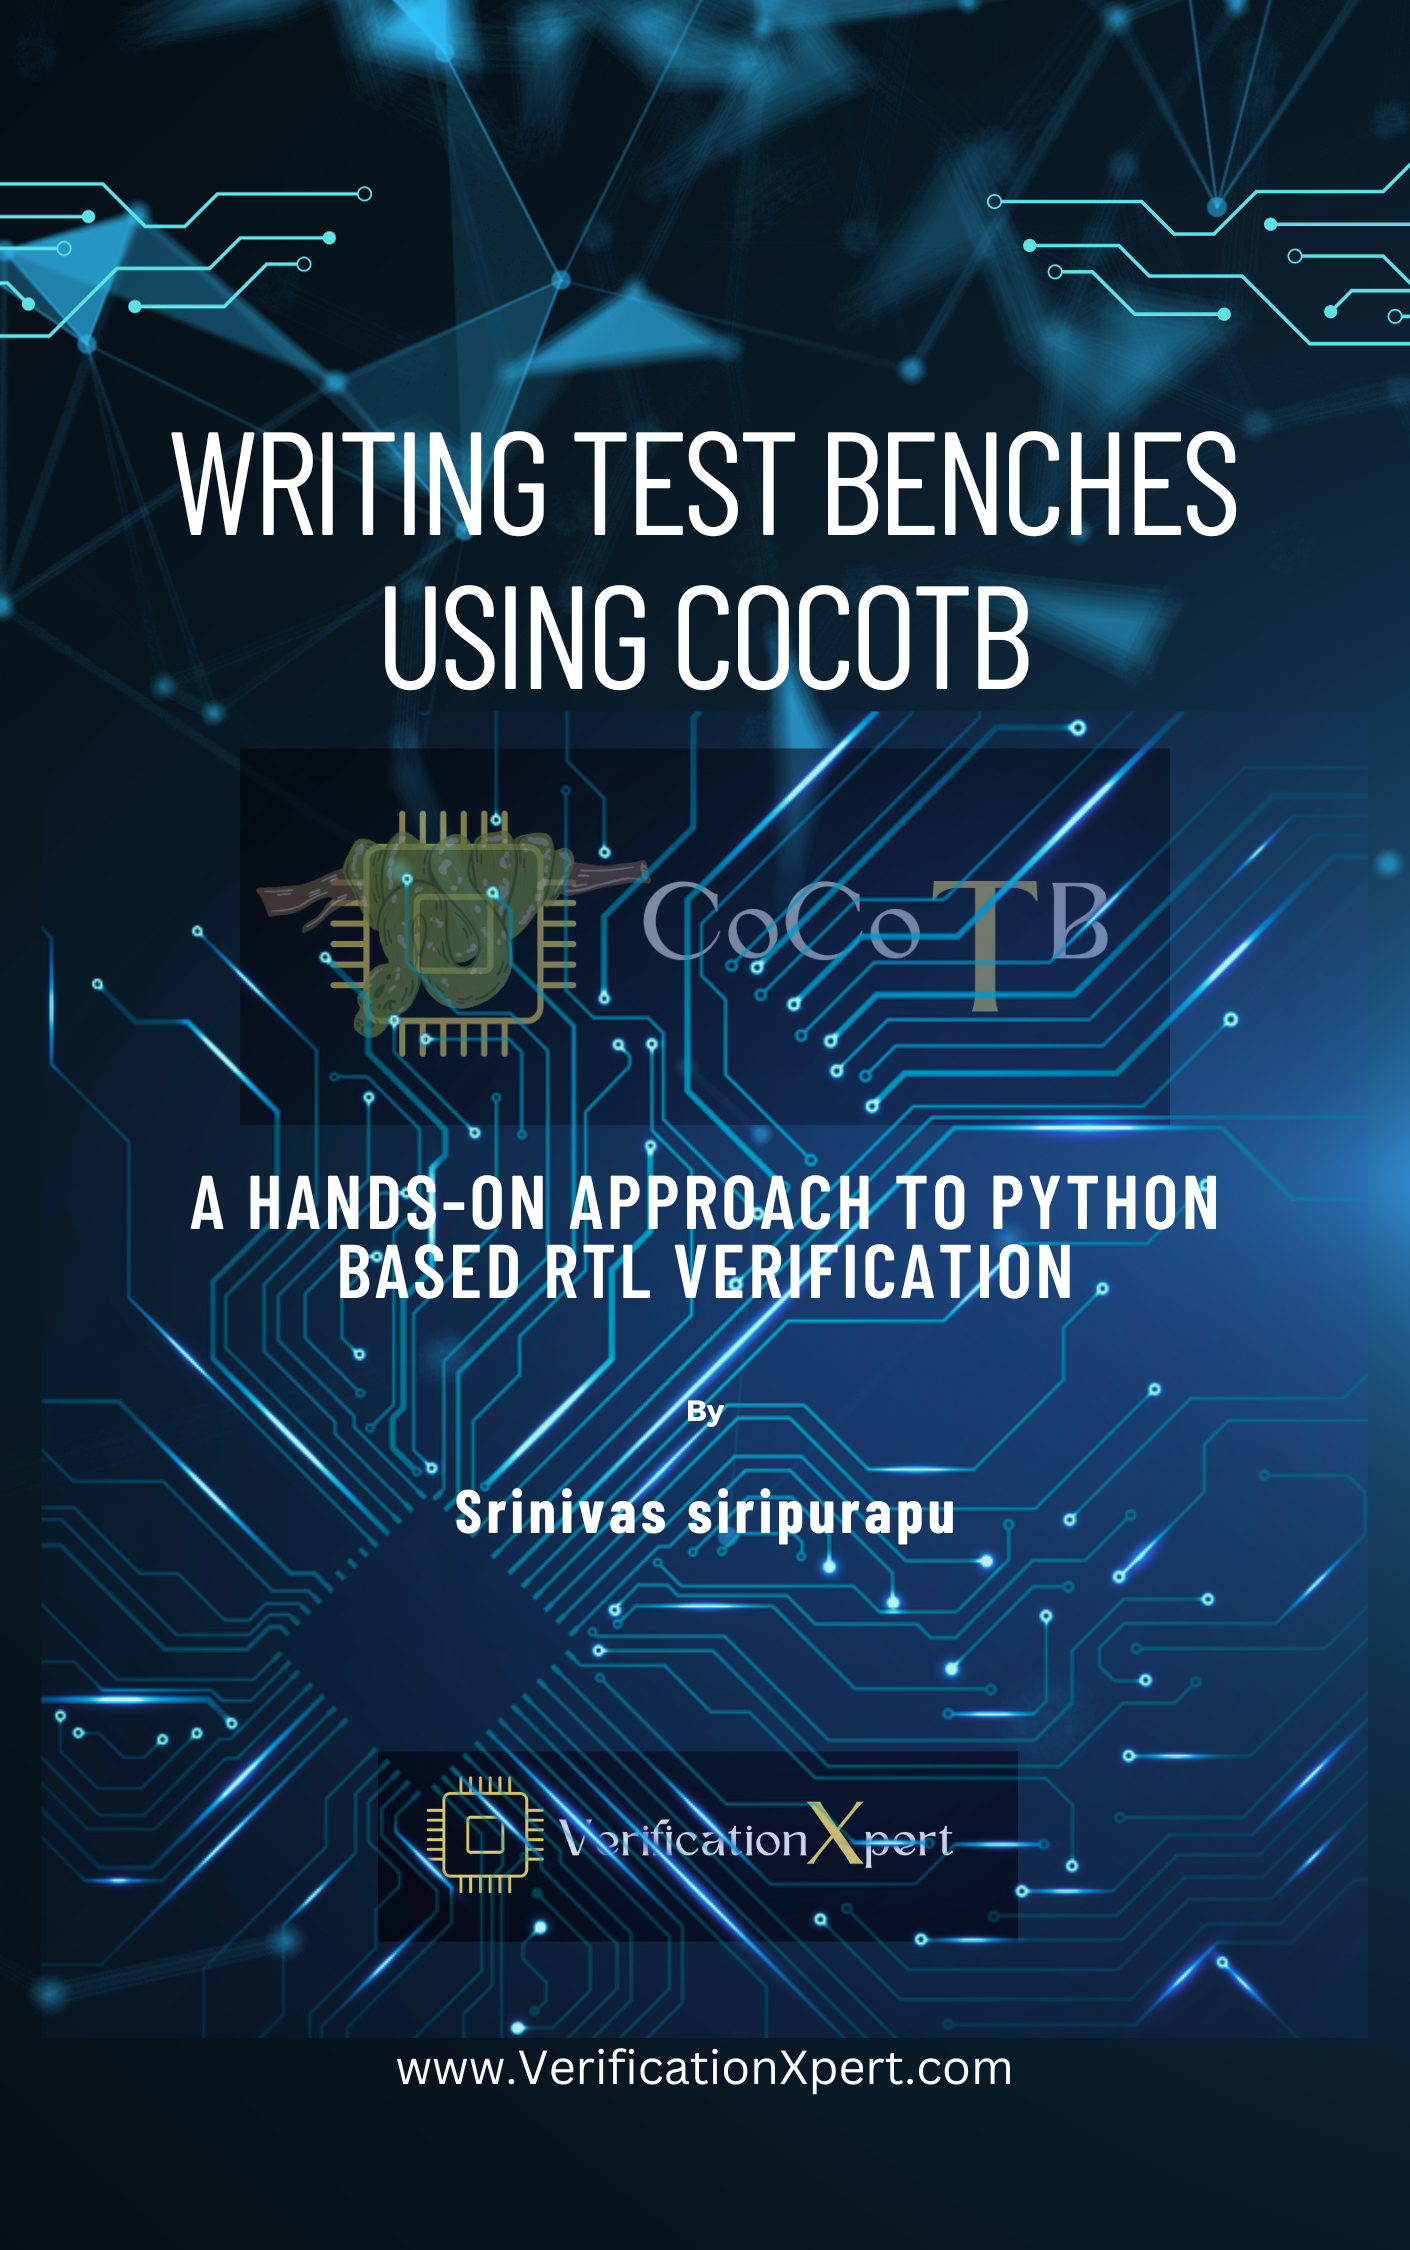 WRITING TEST BENCHES
USING COCOTB
CoCoTB
A HANDS-ON APPROACH TO PYTHON
BASED RTL VERIFICATION
By
Srinivas siripurapu
VerificationXpert
www.VerificationXpert.com